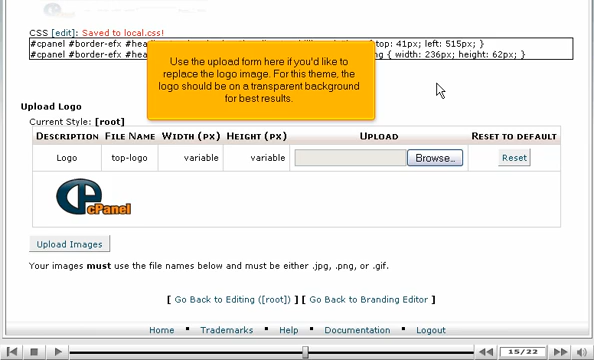 CSS [edit]: Saved to local.css!
#cpanel #border-efx #hea top: 41px; left: 515px; }
#cpanel #border-efx #hea ng { width: 236px; height: 62px; }
Use the upload form here if you'd like to
replace the logo image. For this theme, the
logo should be on a transparent background
for best results.
Upload Logo
Current Style: [root]
Description File Name Width (px) Height (px) Upload Reset to default
Logo top-logo variable variable Browse.. Reset
cPanel
Upload Images
Your images must use the file names below and must be either .jpg, .png, or .gif.
[ Go Back to Editing ([root]) ] [ Go Back to Branding Editor ]
Home ▪ Trademarks ▪ Help ▪ Documentation ▪ Logout
15/22